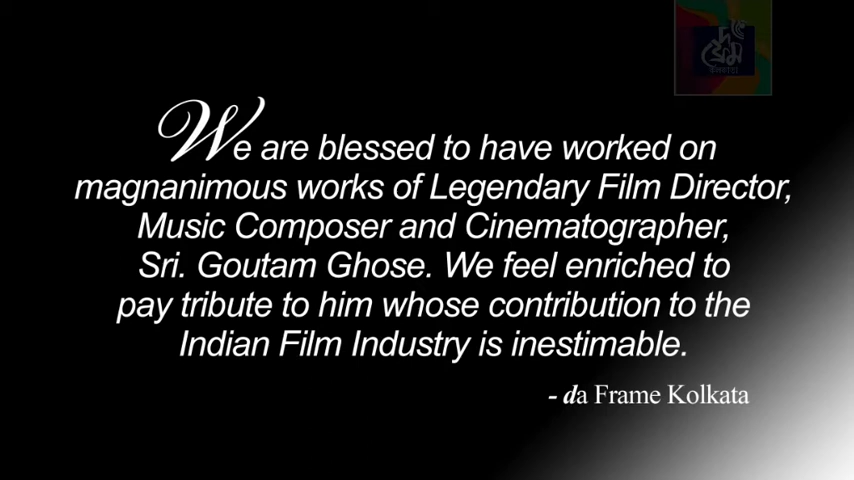 দা
ফ্রেম
কলকাতা
We are blessed to have worked on
magnanimous works of Legendary Film Director,
Music Composer and Cinematographer,
Sri. Goutam Ghose. We feel enriched to
pay tribute to him whose contribution to the
Indian Film Industry is inestimable.
- da Frame Kolkata